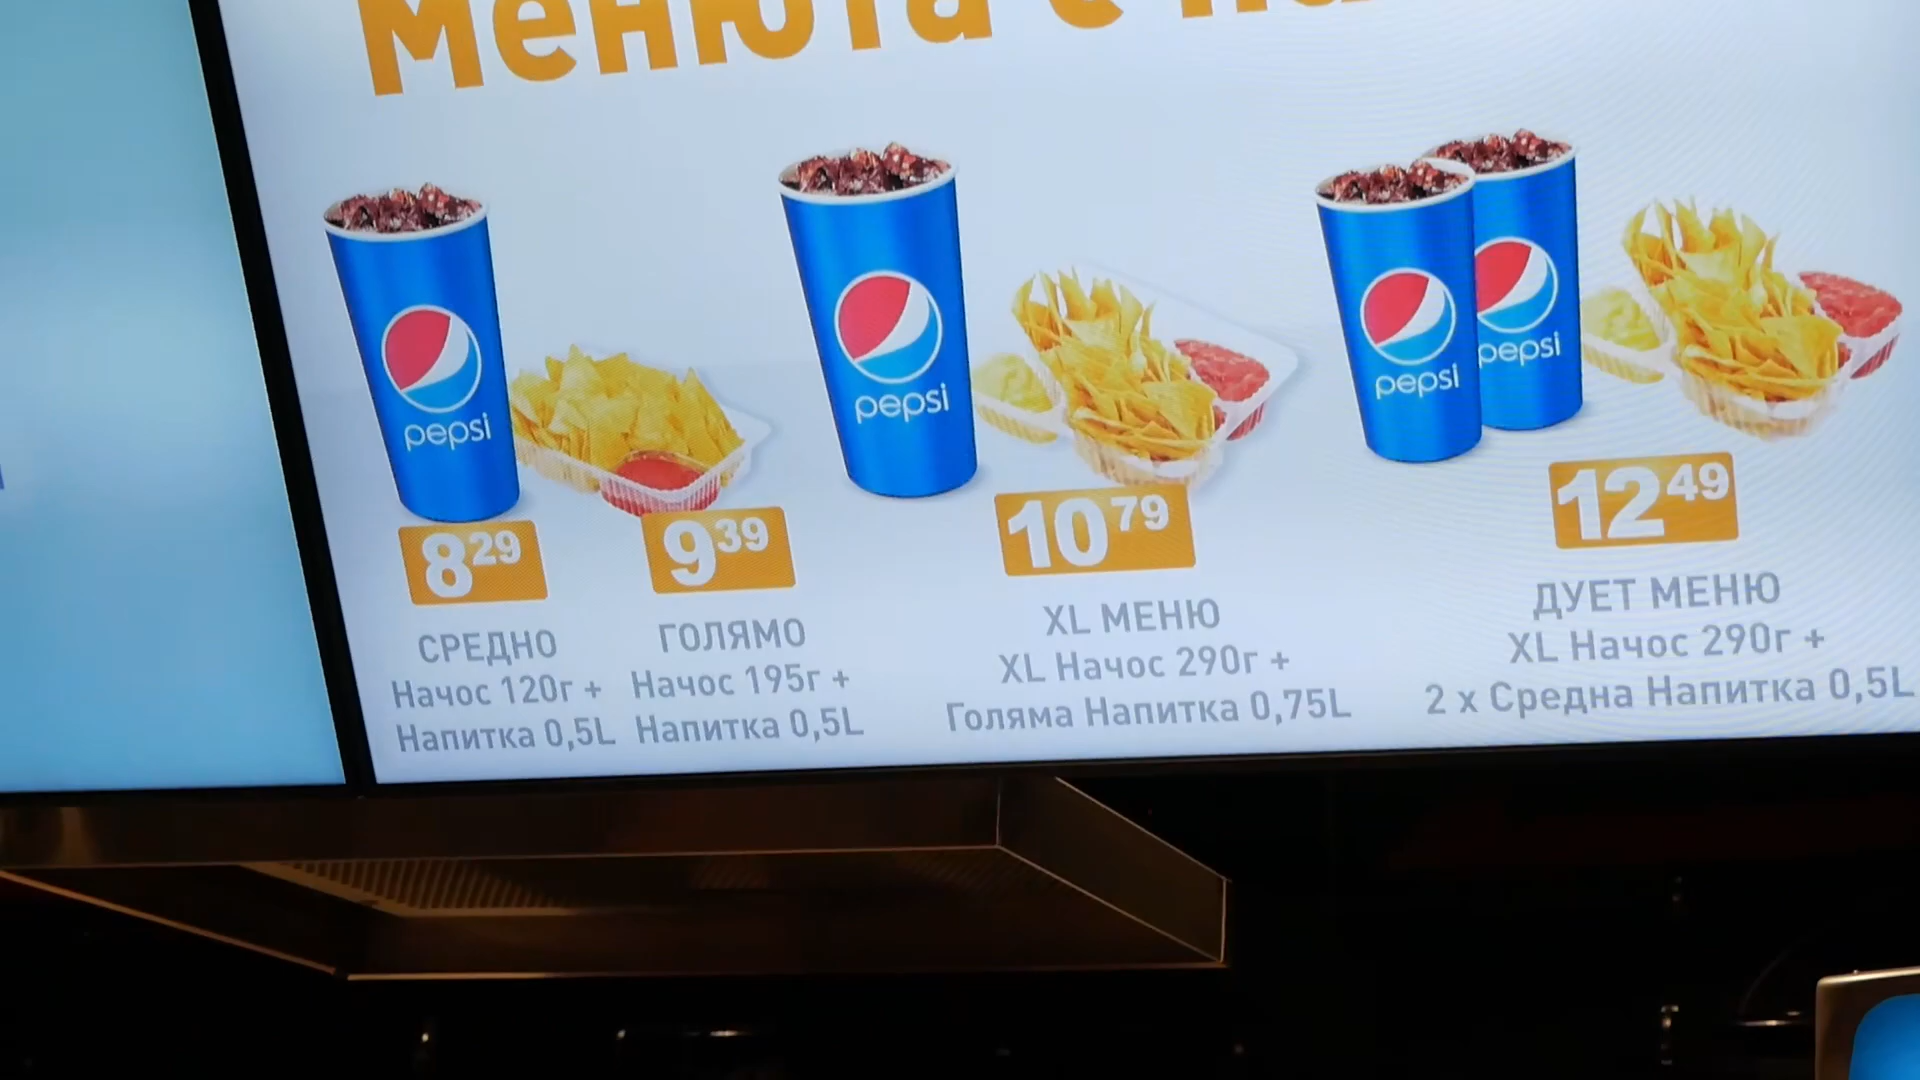 Менюта с
pepsi
pepsi
pepsi
pepsi
8 29
9 39
10 79
12 49
СРЕДНО
Начос 120г +
Напитка 0,5L
ГОЛЯМО
Начос 195г +
Напитка 0,5L
XL МЕНЮ
XL Начос 290г +
Голяма Напитка 0,75L
ДУЕТ МЕНЮ
XL Начос 290г +
2 x Средна Напитка 0,5L